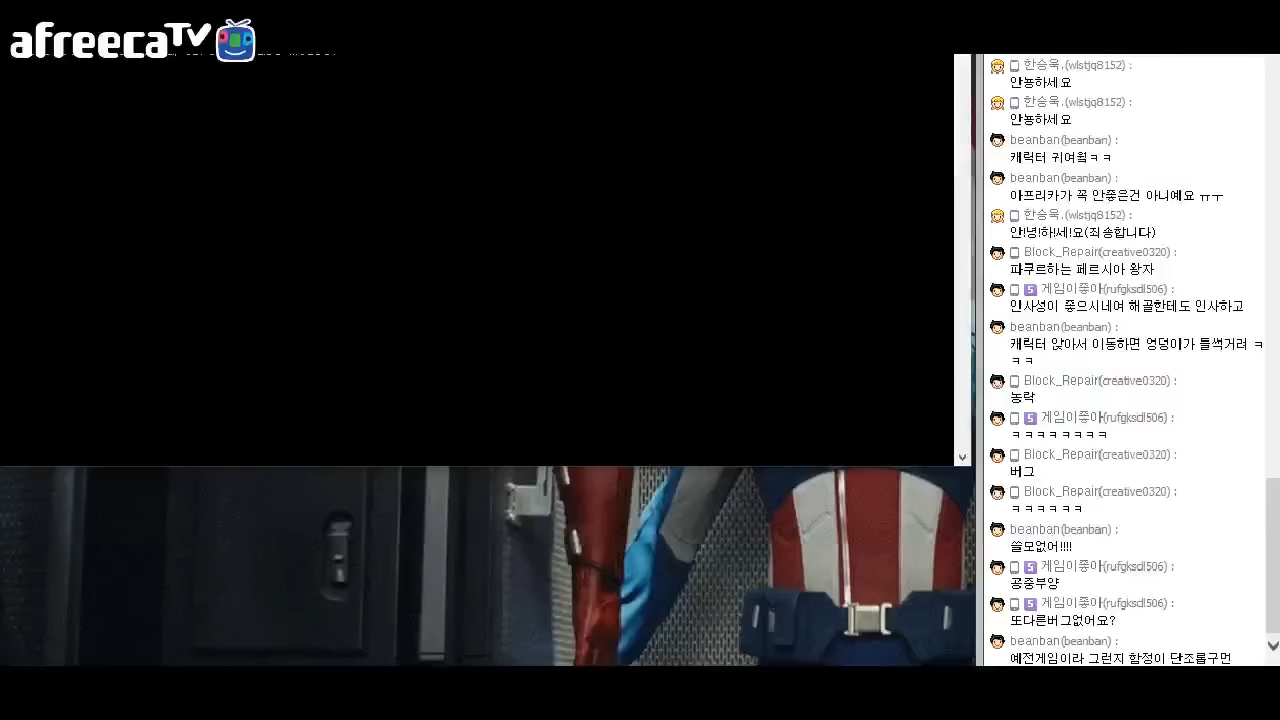 afreecaTV
한승욱.(wlstjq8152) :
안뇽하세요
한승욱.(wlstjq8152) :
안뇽하세요
beanban(beanban) :
캐릭터 귀여웤ㅋㅋ
beanban(beanban) :
아프리카가 꼭 안좋은건 아니예요 ㅠㅜ
한승욱.(wlstjq8152) :
안!녕!하!세!요(죄송합니다)
Block_Repair(creative0320) :
파쿠르하는 페르시아 왕자
S 게임이좋아(rufgksdl506) :
인사성이 좋으시네여 해골한테도 인사하고
beanban(beanban) :
캐릭터 앉아서 이동하면 엉덩이가 들썩거려 ㅋ
ㅋㅋ
Block_Repair(creative0320) :
농락
S 게임이좋아(rufgksdl506) :
ㅋㅋㅋㅋㅋㅋㅋㅋ
Block_Repair(creative0320) :
버그
Block_Repair(creative0320) :
ㅋㅋㅋㅋㅋㅋ
beanban(beanban) :
쓸모없어!!!!
S 게임이좋아(rufgksdl506) :
공중부양
S 게임이좋아(rufgksdl506) :
또다른버그없어요?
beanban(beanban) :
예전게임이라 그런지 함정이 단조롭구먼